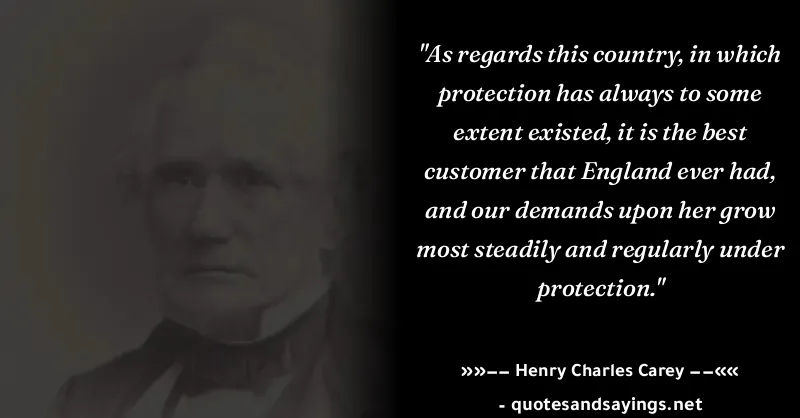 "As regards this country, in which
protection has always to some
extent existed, it is the best
customer that England ever had,
and our demands upon her grow
most steadily and regularly under
protection."
»»–– Henry Charles Carey ––««
- quotesandsayings.net